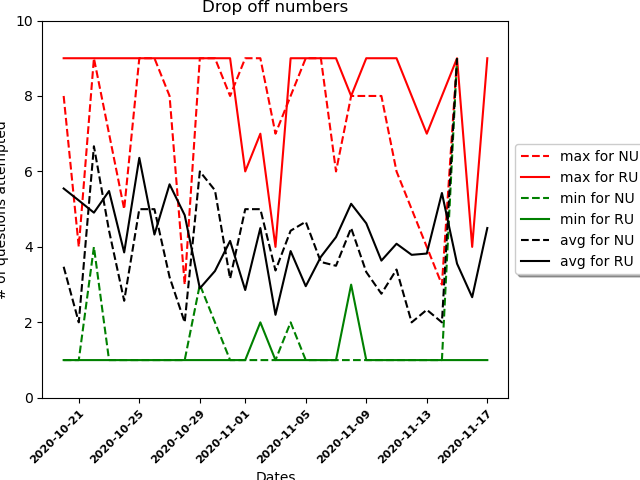 Drop off numbers
# of questions attempted
10
8
6
4
2
0
2020-10-21
2020-10-25
2020-10-29
2020-11-01
2020-11-05
2020-11-09
2020-11-13
2020-11-17
Dates
max for NU
max for RU
min for NU
min for RU
avg for NU
avg for RU